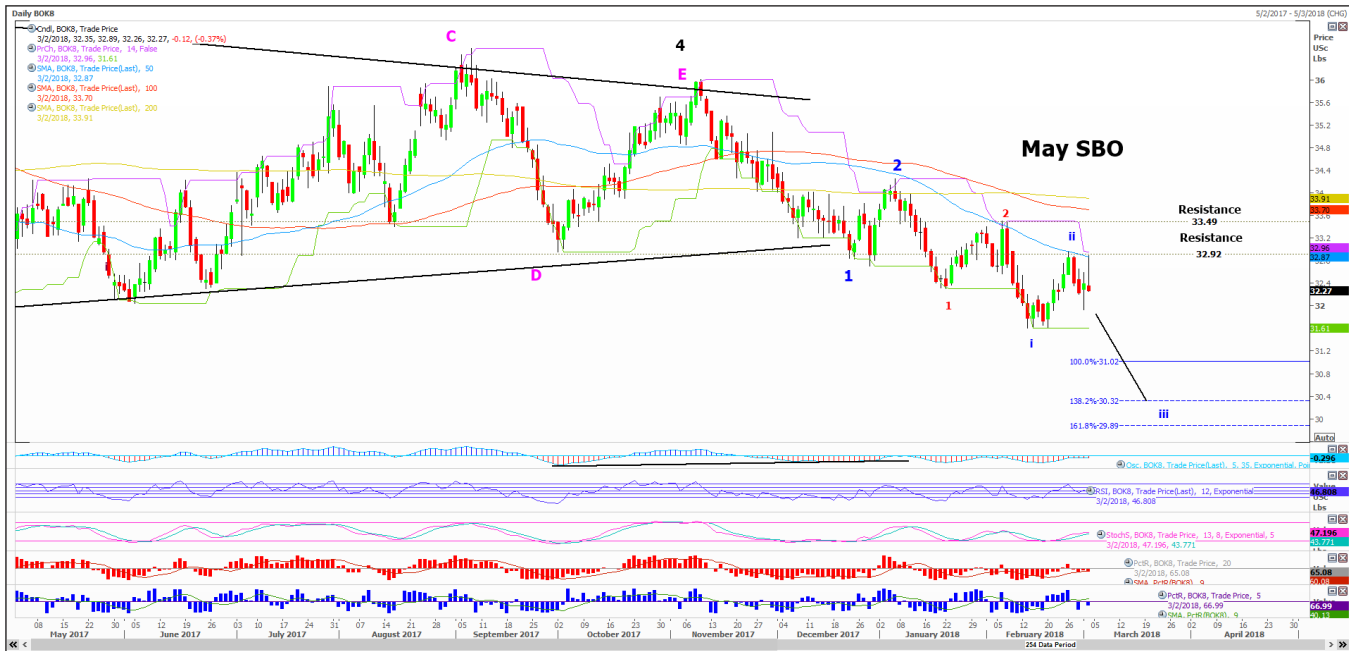 Daily BOK8
5/2/2017 - 5/3/2018 (CHG)
Cndl, BOK8, Trade Price
3/2/2018, 32.35, 32.89, 32.26, 32.27, -0.12, (-0.37%)
PrCh, BOK8, Trade Price, 14, False
3/2/2018, 32.96, 31.61
SMA, BOK8, Trade Price(Last), 50
3/2/2018, 32.87
SMA, BOK8, Trade Price(Last), 100
3/2/2018, 33.70
SMA, BOK8, Trade Price(Last), 200
3/2/2018, 33.91
Price
USc
Lbs
C
4
E
D
2
1
2
1
ii
i
iii
May SBO
Resistance
33.49
Resistance
32.92
100.0%-31.02
138.2%-30.32
161.8%-29.89
36
35.6
35.2
34.8
34.4
34
33.91
33.70
33.6
33.2
32.96
32.87
32.4
32.27
32
31.61
31.2
30.8
30.4
30
Auto
-0.296
Osc, BOK8, Trade Price(Last), 5, 35, Exponential,
RSI, BOK8, Trade Price(Last), 12, Exponential
3/2/2018, 46.808
46.808
Lbs
StochS, BOK8, Trade Price, 13, 8, Exponential, 5
3/2/2018, 47.196, 43.771
47.196
43.771
PctR, BOK8, Trade Price, 20
3/2/2018, 65.08
SMA, PctR(BOK8), 9
65.08
60.08
PctR, BOK8, Trade Price, 5
3/2/2018, 66.99
SMA, PctR(BOK8), 9
66.99
08 15 22 30 05 12 19 26 03 10 17 24 31 07 14 21 28 05 11 18 25 02 09 16 23 30 06 13 20 27 04 11 18 26 02 08 16 22 29 05 12 20 26 05 12 19 26 02 09 16 23 30
May 2017 June 2017 July 2017 August 2017 September 2017 October 2017 November 2017 December 2017 January 2018 February 2018 March 2018 April 2018
254 Data Period